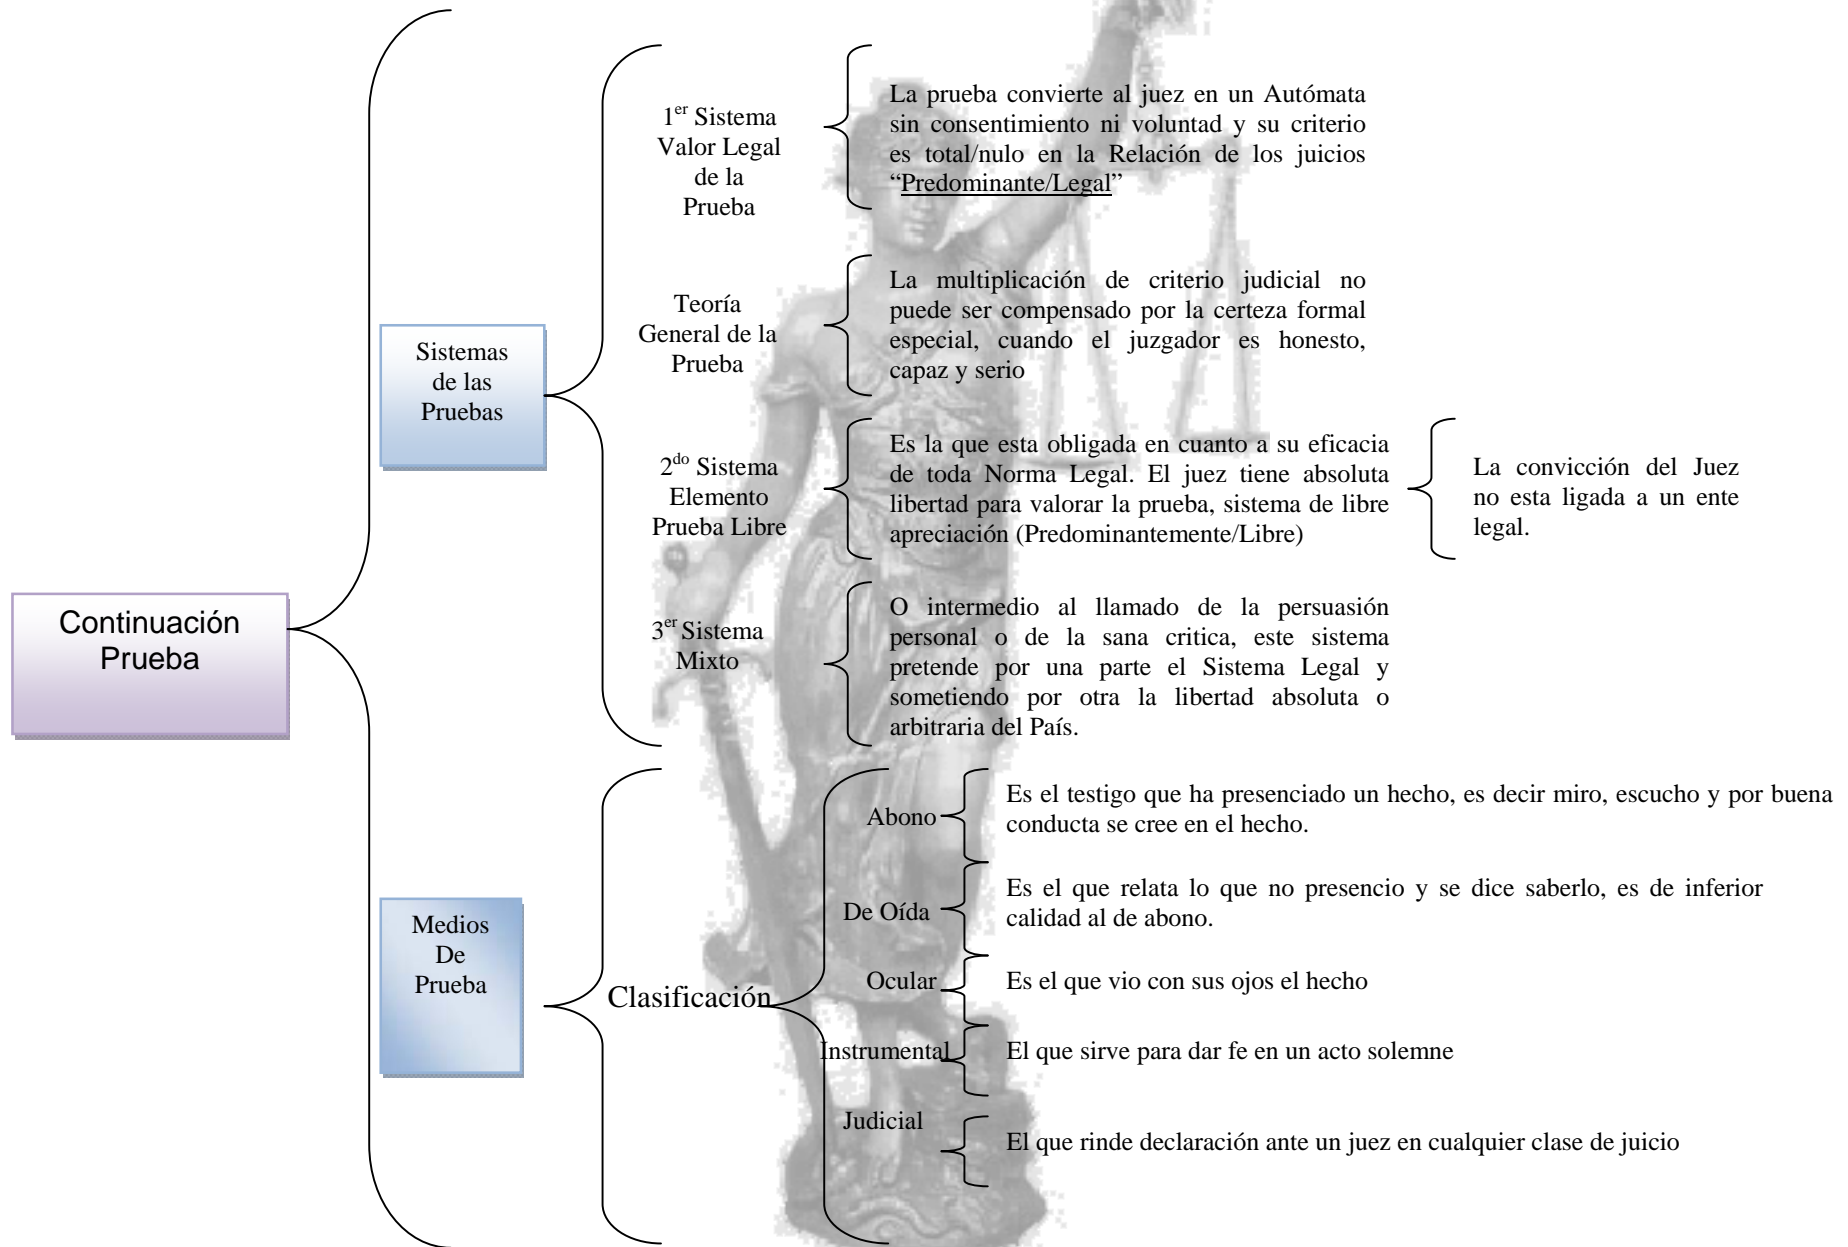 Continuación
Prueba
Sistemas
de las
Pruebas
1er Sistema
Valor Legal
de la
Prueba
La prueba convierte al juez en un Autómata
sin consentimiento ni voluntad y su criterio
es total/nulo en la Relación de los juicios
“Predominante/Legal”
Teoría
General de la
Prueba
La multiplicación de criterio judicial no
puede ser compensado por la certeza formal
especial, cuando el juzgador es honesto,
capaz y serio
2do Sistema
Elemento
Prueba Libre
Es la que esta obligada en cuanto a su eficacia
de toda Norma Legal. El juez tiene absoluta
libertad para valorar la prueba, sistema de libre
apreciación (Predominantemente/Libre)
La convicción del Juez
no esta ligada a un ente
legal.
3er Sistema
Mixto
O intermedio al llamado de la persuasión
personal o de la sana critica, este sistema
pretende por una parte el Sistema Legal y
sometiendo por otra la libertad absoluta o
arbitraria del País.
Medios
De
Prueba
Clasificación
Abono
Es el testigo que ha presenciado un hecho, es decir miro, escucho y por buena
conducta se cree en el hecho.
De Oída
Es el que relata lo que no presencio y se dice saberlo, es de inferior
calidad al de abono.
Ocular
Es el que vio con sus ojos el hecho
Instrumental
El que sirve para dar fe en un acto solemne
Judicial
El que rinde declaración ante un juez en cualquier clase de juicio